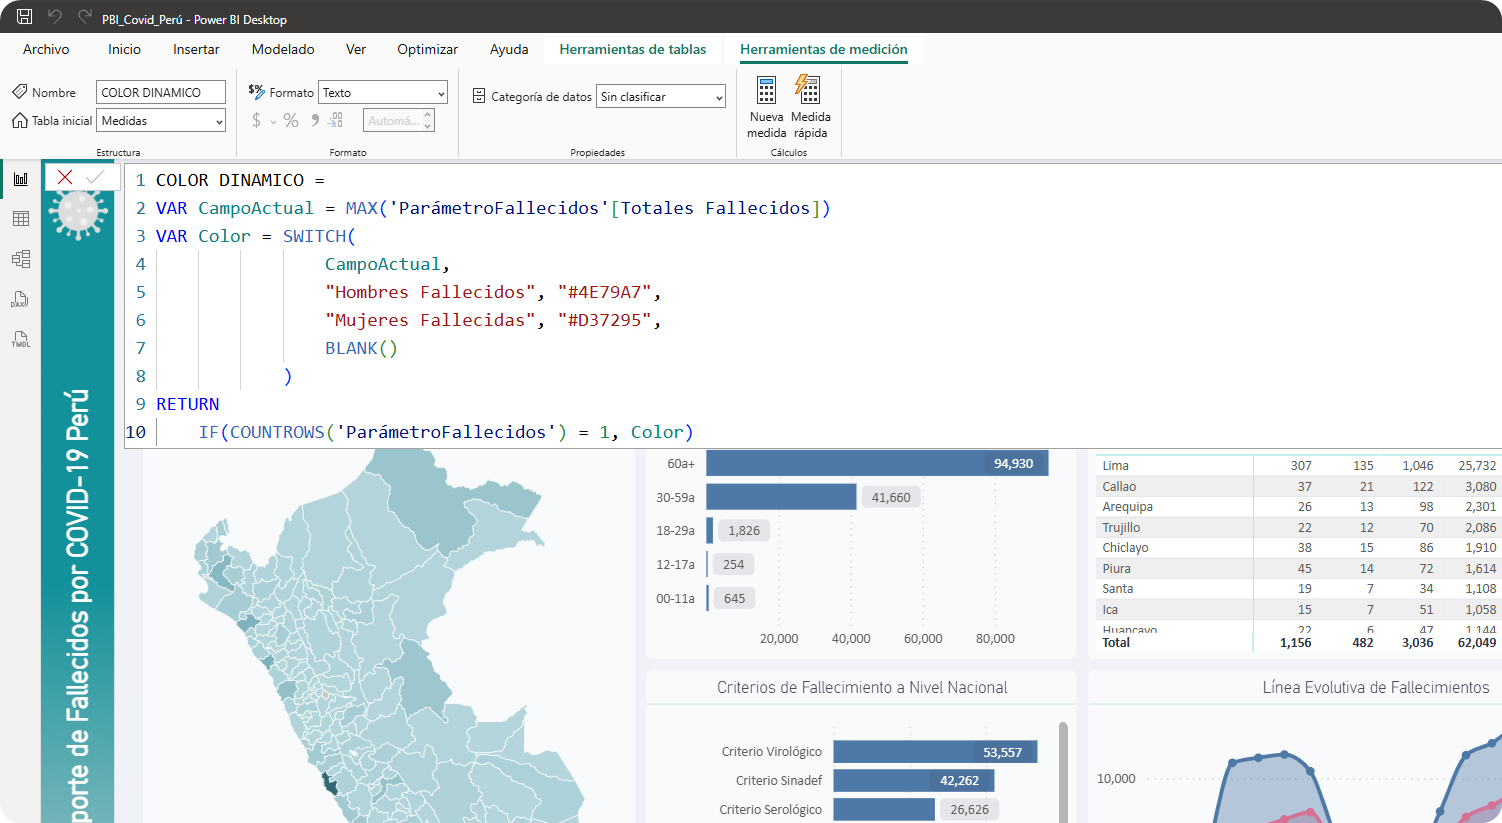 PBI_Covid_Perú - Power BI Desktop
Archivo Inicio Insertar Modelado Ver Optimizar Ayuda Herramientas de tablas Herramientas de medición
Nombre COLOR DINAMICO
Tabla inicial Medidas
Estructura
$% Formato Texto
$ % Automá...
Formato
Categoría de datos Sin clasificar
Propiedades
Nueva medida
Medida rápida
Cálculos
DAX
TMDL
1 COLOR DINAMICO =
2 VAR CampoActual = MAX('ParámetroFallecidos'[Totales Fallecidos])
3 VAR Color = SWITCH(
4 CampoActual,
5 "Hombres Fallecidos", "#4E79A7",
6 "Mujeres Fallecidas", "#D37295",
7 BLANK()
8 )
9 RETURN
10 IF(COUNTROWS('ParámetroFallecidos') = 1, Color)
porte de Fallecidos por COVID-19 Perú
60a+ 94,930
30-59a 41,660
18-29a 1,826
12-17a 254
00-11a 645
20,000 40,000 60,000 80,000
Lima 307 135 1,046 25,732
Callao 37 21 122 3,080
Arequipa 26 13 98 2,301
Trujillo 22 12 70 2,086
Chiclayo 38 15 86 1,910
Piura 45 14 72 1,614
Santa 19 7 34 1,108
Ica 15 7 51 1,058
Huancayo 22 6 47 1,144
Total 1,156 482 3,036 62,049
Criterios de Fallecimiento a Nivel Nacional
Criterio Virológico 53,557
Criterio Sinadef 42,262
Criterio Serológico 26,626
Línea Evolutiva de Fallecimientos
10,000